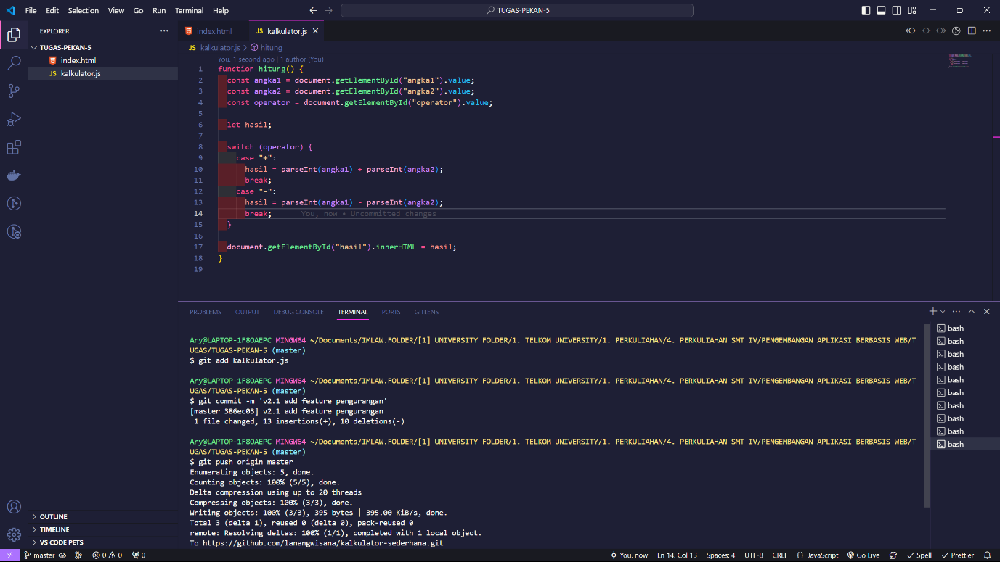 File Edit Selection View Go Run Terminal Help
TUGAS-PEKAN-5
EXPLORER
TUGAS-PEKAN-5
index.html
JS kalkulator.js
OUTLINE
TIMELINE
VS CODE PETS
index.html
JS kalkulator.js
JS kalkulator.js > hitung
You, 1 second ago | 1 author (You)
1 function hitung() {
2 const angka1 = document.getElementById("angka1").value;
3 const angka2 = document.getElementById("angka2").value;
4 const operator = document.getElementById("operator").value;
5
6 let hasil;
7
8 switch (operator) {
9 case "+":
10 hasil = parseInt(angka1) + parseInt(angka2);
11 break;
12 case "-":
13 hasil = parseInt(angka1) - parseInt(angka2);
14 break; You, now • Uncommitted changes
15 }
16
17 document.getElementById("hasil").innerHTML = hasil;
18 }
19
PROBLEMS OUTPUT DEBUG CONSOLE TERMINAL PORTS GITLENS
Ary@LAPTOP-1F8OAEPC MINGW64 ~/Documents/IMLAW.FOLDER/[1] UNIVERSITY FOLDER/1. TELKOM UNIVERSITY/1. PERKULIAHAN/4. PERKULIAHAN SMT IV/PENGEMBANGAN APLIKASI BERBASIS WEB/T
UGAS/TUGAS-PEKAN-5 (master)
$ git add kalkulator.js
Ary@LAPTOP-1F8OAEPC MINGW64 ~/Documents/IMLAW.FOLDER/[1] UNIVERSITY FOLDER/1. TELKOM UNIVERSITY/1. PERKULIAHAN/4. PERKULIAHAN SMT IV/PENGEMBANGAN APLIKASI BERBASIS WEB/T
UGAS/TUGAS-PEKAN-5 (master)
$ git commit -m 'v2.1 add feature pengurangan'
[master 386ec03] v2.1 add feature pengurangan
1 file changed, 13 insertions(+), 10 deletions(-)
Ary@LAPTOP-1F8OAEPC MINGW64 ~/Documents/IMLAW.FOLDER/[1] UNIVERSITY FOLDER/1. TELKOM UNIVERSITY/1. PERKULIAHAN/4. PERKULIAHAN SMT IV/PENGEMBANGAN APLIKASI BERBASIS WEB/T
UGAS/TUGAS-PEKAN-5 (master)
$ git push origin master
Enumerating objects: 5, done.
Counting objects: 100% (5/5), done.
Delta compression using up to 20 threads
Compressing objects: 100% (3/3), done.
Writing objects: 100% (3/3), 395 bytes | 395.00 KiB/s, done.
Total 3 (delta 1), reused 0 (delta 0), pack-reused 0
remote: Resolving deltas: 100% (1/1), completed with 1 local object.
To https://github.com/lanangwisana/kalkulator-sederhana.git
bash
bash
bash
bash
bash
bash
bash
bash
bash
bash
master 0 0 0 You, now Ln 14, Col 13 Spaces: 4 UTF-8 CRLF {} JavaScript Go Live Spell Prettier